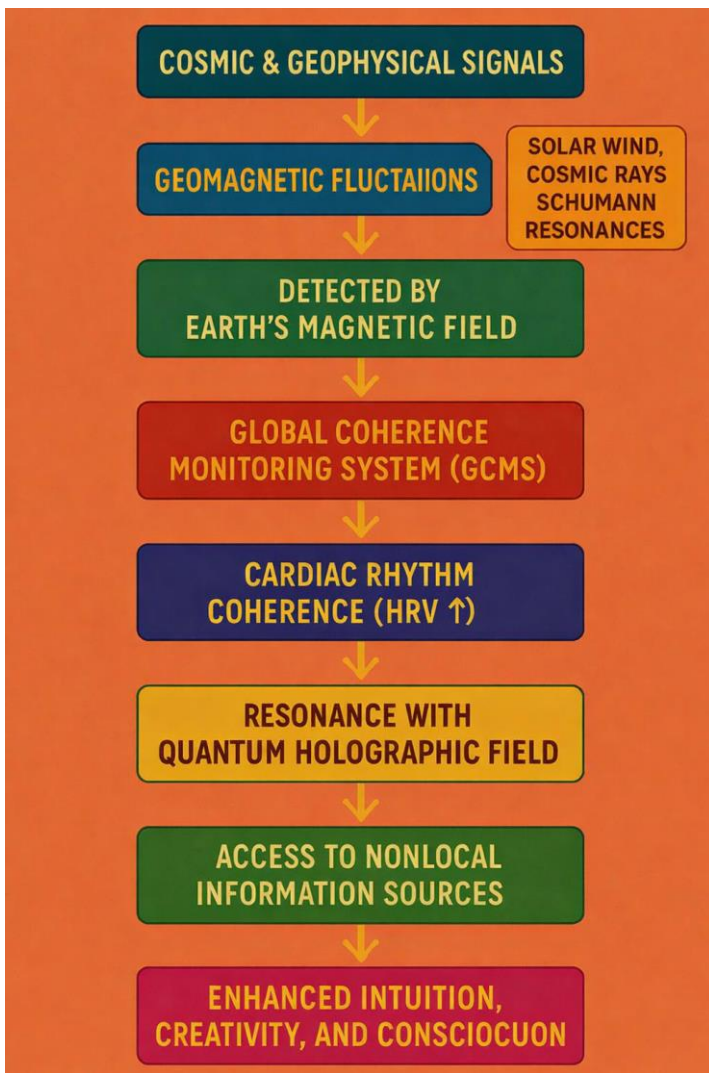 COSMIC & GEOPHYSICAL SIGNALS
GEOMAGNETIC FLUCTAIIONS
SOLAR WIND,
COSMIC RAYS
SCHUMANN
RESONANCES
DETECTED BY
EARTH'S MAGNETIC FIELD
GLOBAL COHERENCE
MONITORING SYSTEM (GCMS)
CARDIAC RHYTHM
COHERENCE (HRV ↑)
RESONANCE WITH
QUANTUM HOLOGRAPHIC FIELD
ACCESS TO NONLOCAL
INFORMATION SOURCES
ENHANCED INTUITION,
CREATIVITY, AND CONSCIOCUON